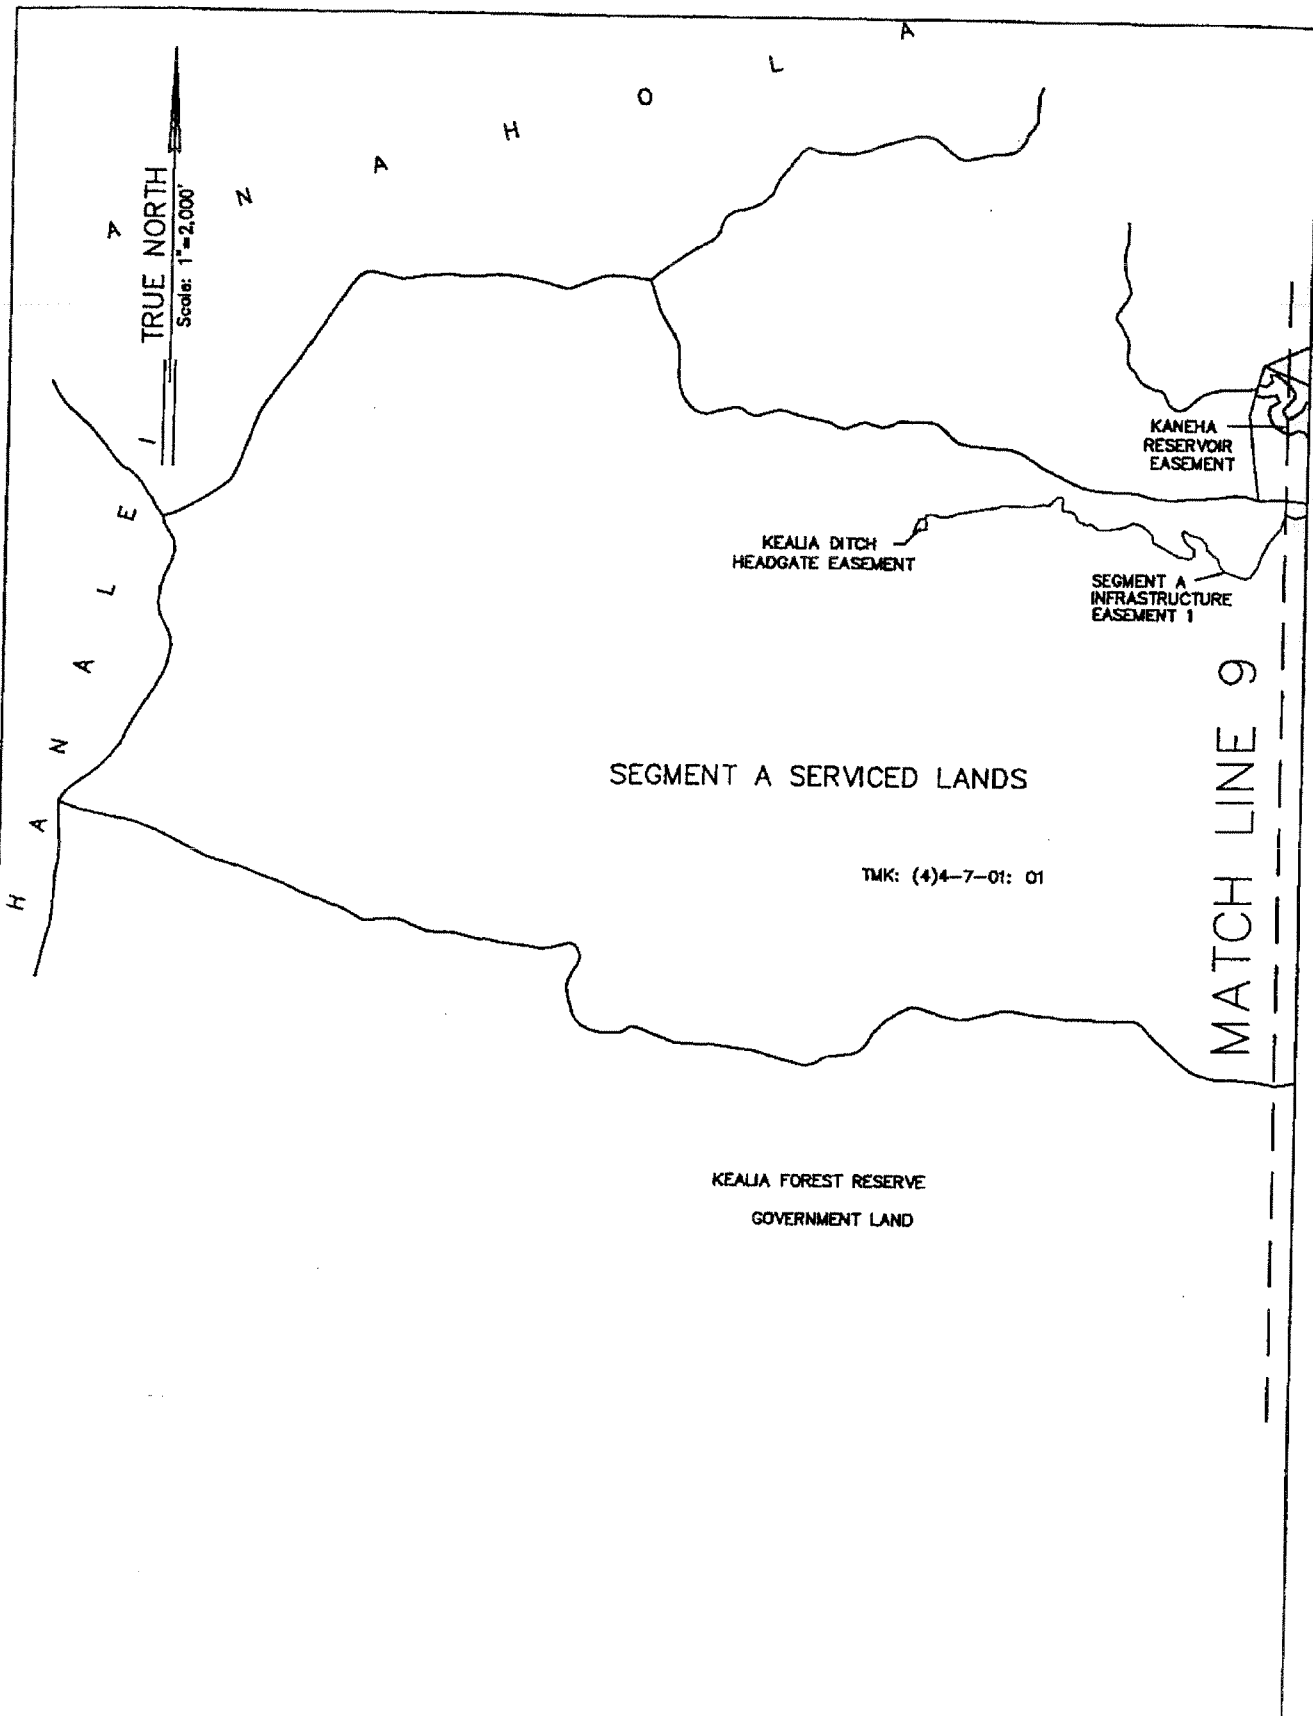 A N A H O L A
TRUE NORTH
Scale: 1"=2,000'
H A N A L E I
KANEHA
RESERVOIR
EASEMENT
KEALIA DITCH
HEADGATE EASEMENT
SEGMENT A
INFRASTRUCTURE
EASEMENT 1
MATCH LINE 9
SEGMENT A SERVICED LANDS
TMK: (4)4-7-01: 01
KEALIA FOREST RESERVE
GOVERNMENT LAND